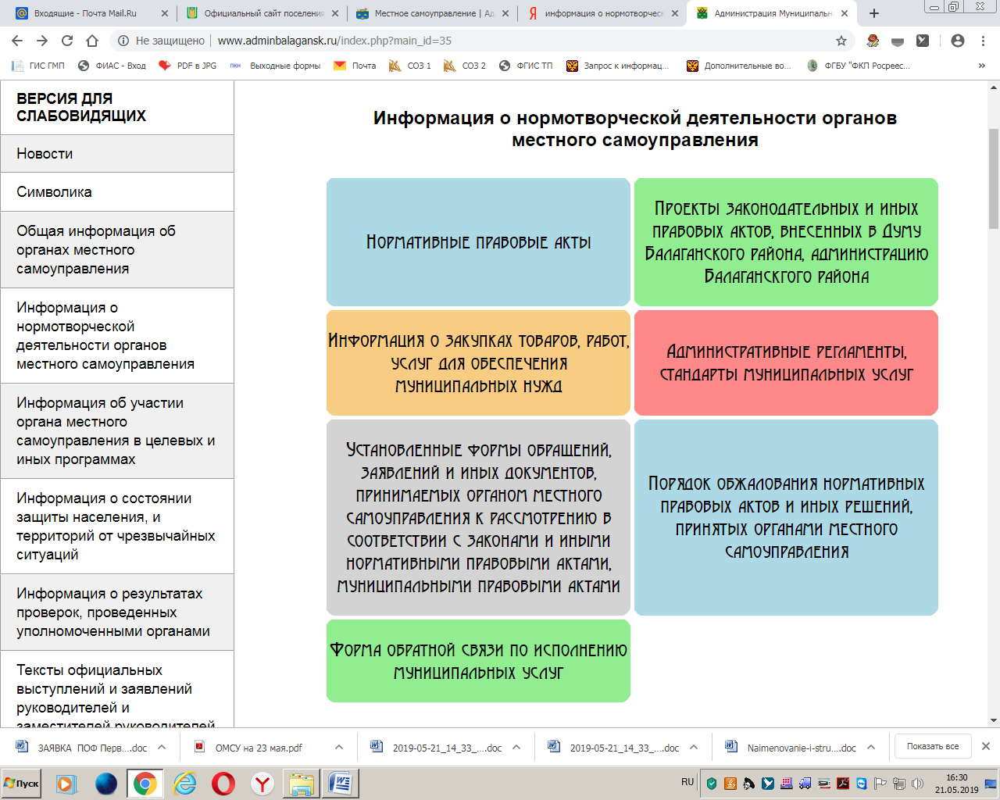 Входящие - Почта Mail.Ru
Официальный сайт поселения
Местное самоуправление | Ад
информация о нормотворческ
Администрация Муниципальн
Не защищено
www.adminbalagansk.ru/index.php?main_id=35
ГИС ГМП
ФИАС - Вход
PDF в JPG
ПКН
Выходные формы
Почта
СОЗ 1
СОЗ 2
ФГИС ТП
Запрос к информац...
Дополнительные во...
ФГБУ "ФКП Росреес...
»
ВЕРСИЯ ДЛЯ
СЛАБОВИДЯЩИХ
Новости
Символика
Общая информация об
органах местного
самоуправления
Информация о
нормотворческой
деятельности органов
местного самоуправления
Информация об участии
органа местного
самоуправления в целевых и
иных программах
Информация о состоянии
защиты населения, и
территорий от чрезвычайных
ситуаций
Информация о результатах
проверок, проведенных
уполномоченными органами
Тексты официальных
выступлений и заявлений
руководителей и
заместителей руководителей
Информация о нормотворческой деятельности органов
местного самоуправления
Нормативные правовые акты
Проекты законодательных и иных
правовых актов, внесенных в Думу
Балаганского района, администрацию
Балаганскгого района
Информация о закупках товаров, работ,
услуг для обеспечения
муниципальных нужд
Административные регламенты,
стандарты муниципальных услуг
Установленные формы обращений,
заявлений и иных документов,
принимаемых органом местного
самоуправления к рассмотрению в
соответствии с законами и иными
нормативными правовыми актами,
муниципальными правовыми актами
Порядок обжалования нормативных
правовых актов и иных решений,
принятых органами местного
самоуправления
Форма обратной связи по исполнению
муниципальных услуг
ЗАЯВКА ПОФ Перв....doc
ОМСУ на 23 мая.pdf
2019-05-21_14_33_....doc
2019-05-21_14_33_....doc
Naimenovanie-i-stru....doc
Показать все
Пуск
RU
16:30
21.05.2019